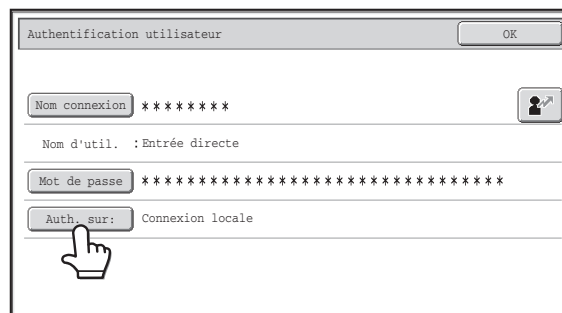 Authentification utilisateur OK
Nom connexion ********
Nom d'util. :Entrée directe
Mot de passe ********************************
Auth. sur: Connexion locale